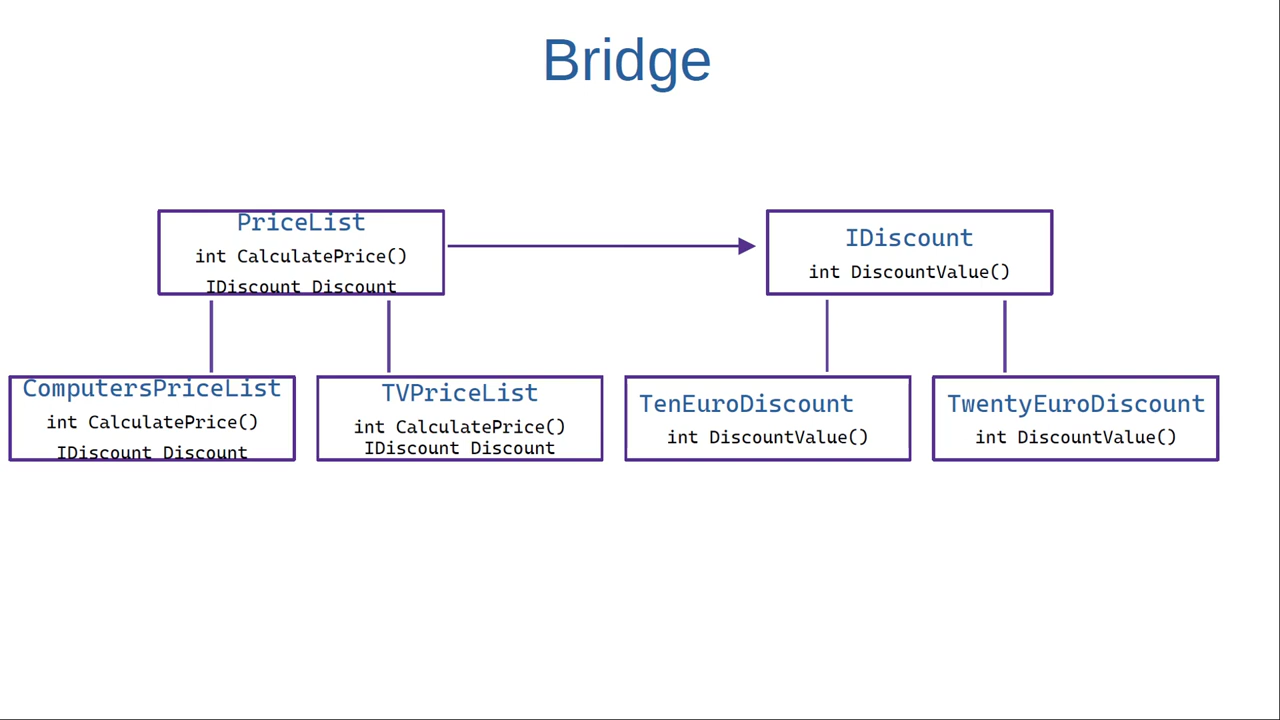 Bridge
PriceList
int CalculatePrice()
IDiscount Discount
IDiscount
int DiscountValue()
ComputersPriceList
int CalculatePrice()
IDiscount Discount
TVPriceList
int CalculatePrice()
IDiscount Discount
TenEuroDiscount
int DiscountValue()
TwentyEuroDiscount
int DiscountValue()